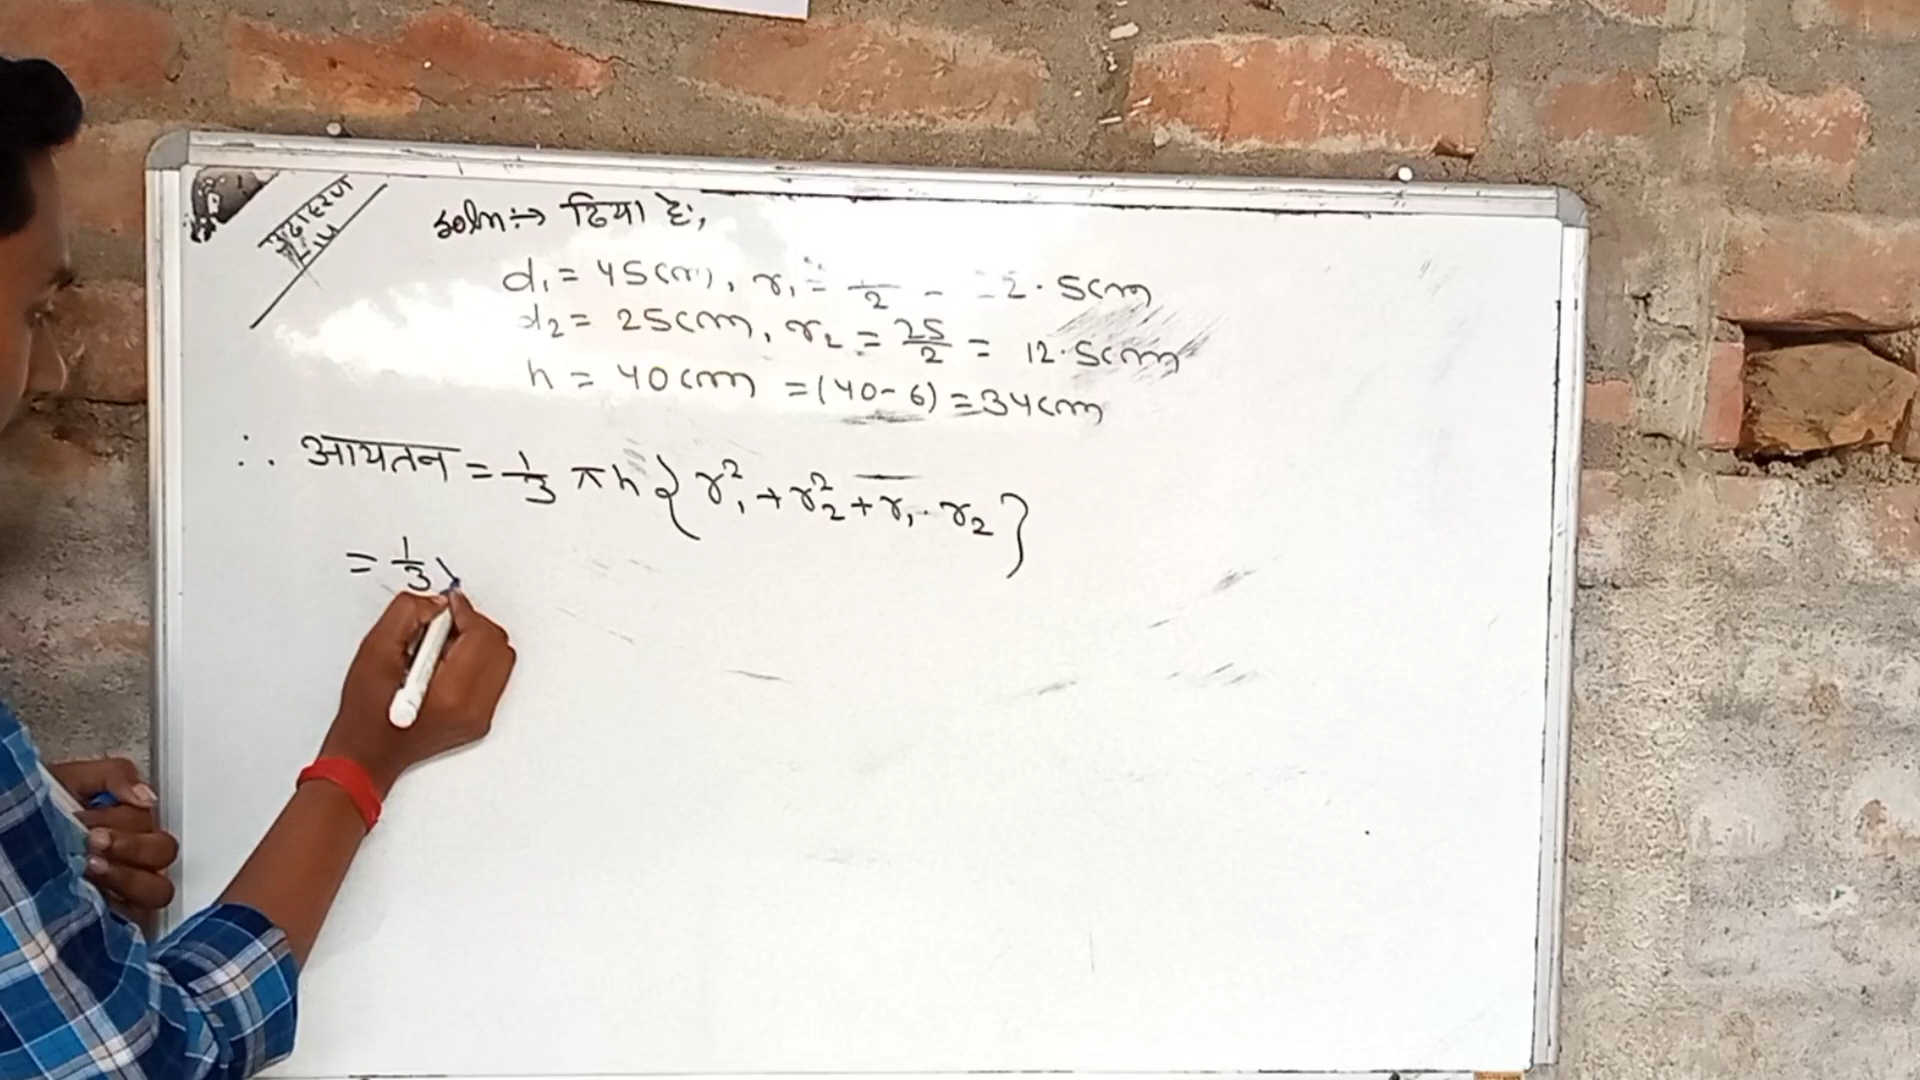 उदाहरण
14
Soln:→ दिया है,
d₁ = 45cm, r₁ = /2 = 2.5cm
d₂ = 25cm, r₂ = 25/2 = 12.5cm
h = 40cm = (40-6) = 34cm
∴ आयतन = 1/3 πh { r₁² + r₂² + r₁.r₂ }
= 1/3